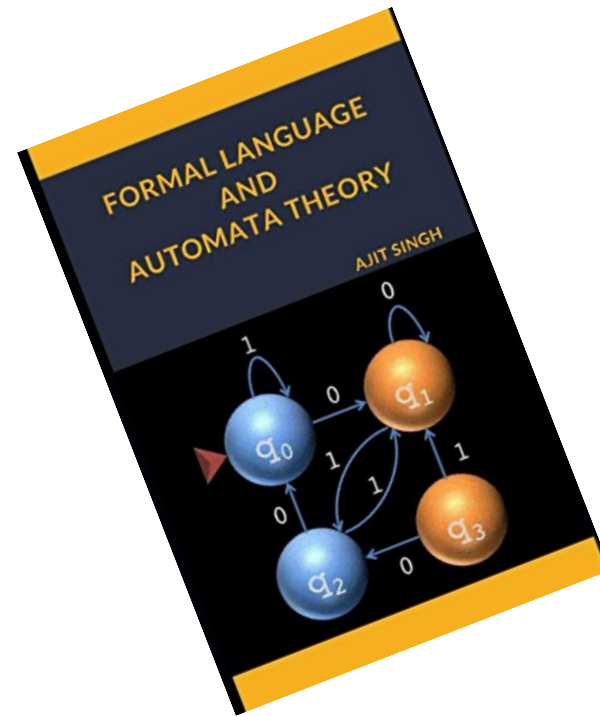 FORMAL LANGUAGE
AND
AUTOMATA THEORY
AJIT SINGH
0
1
q1
0
q0
1
1
1
0
q3
q2
0